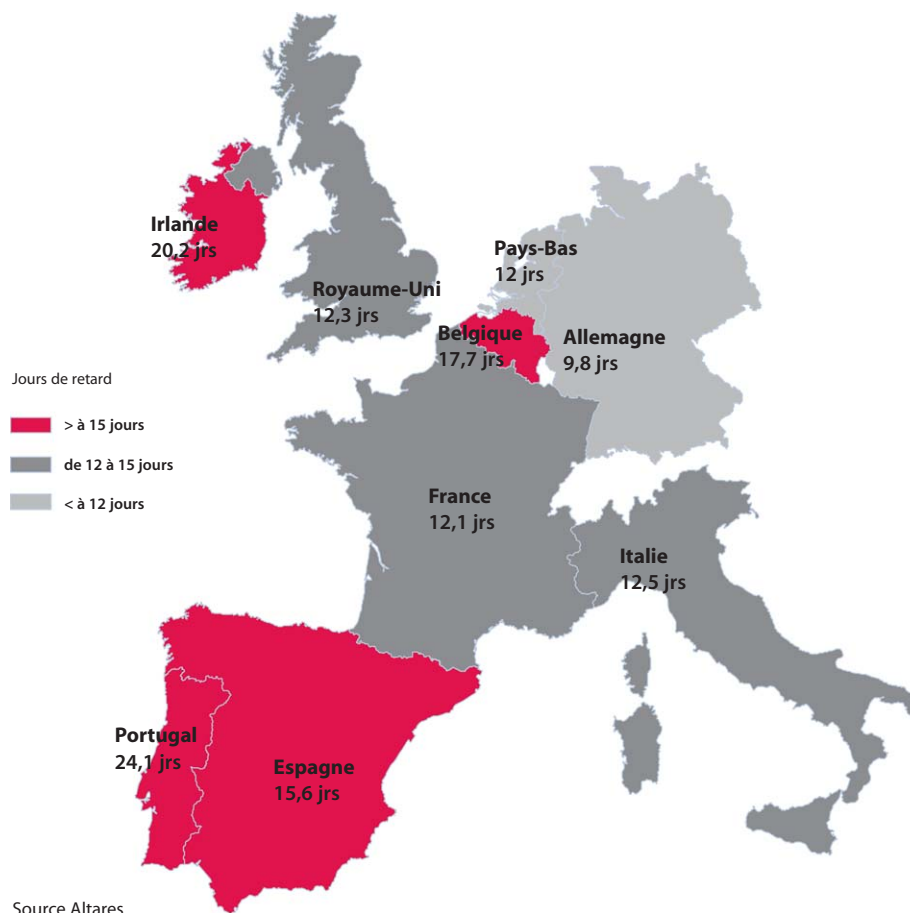 Irlande
20,2 jrs
Royaume-Uni
12,3 jrs
Pays-Bas
12 jrs
Belgique
17,7 jrs
Allemagne
9,8 jrs
Jours de retard
> à 15 jours
de 12 à 15 jours
< à 12 jours
France
12,1 jrs
Italie
12,5 jrs
Portugal
24,1 jrs
Espagne
15,6 jrs
Source Altares